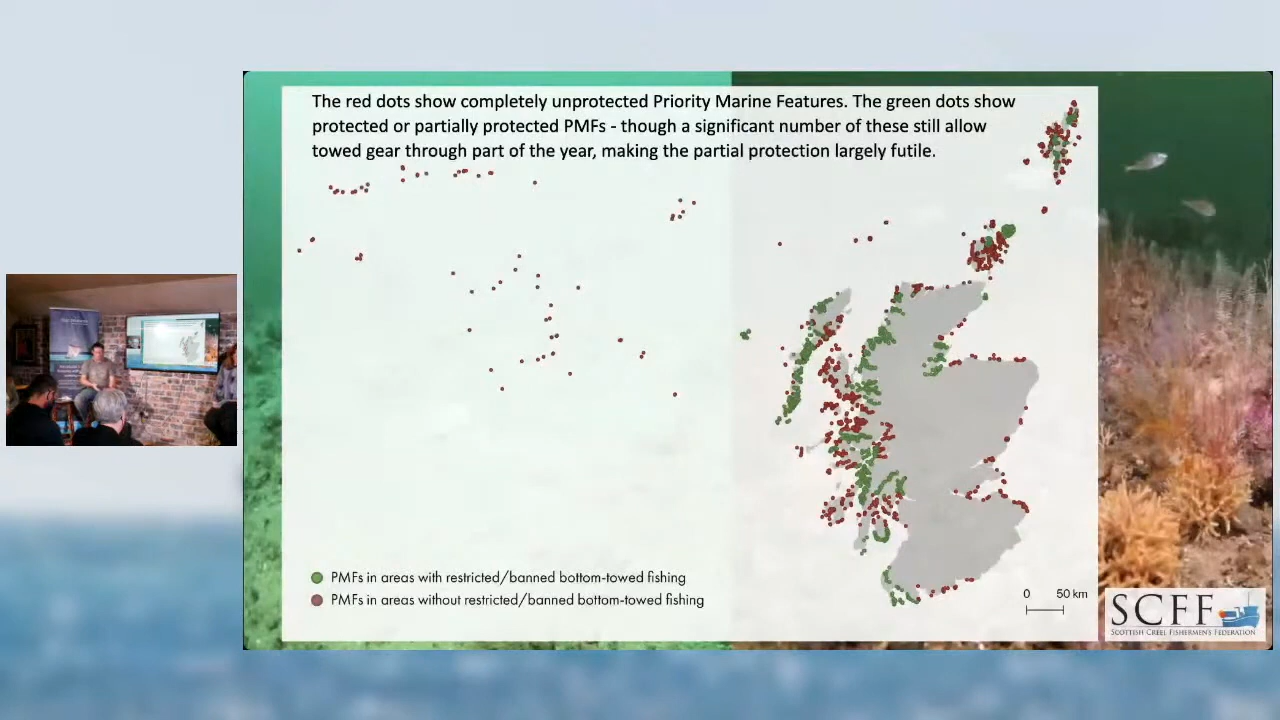 The red dots show completely unprotected Priority Marine Features. The green dots show
protected or partially protected PMFs - though a significant number of these still allow
towed gear through part of the year, making the partial protection largely futile.
PMFs in areas with restricted/banned bottom-towed fishing
PMFs in areas without restricted/banned bottom-towed fishing
0 50 km
SCFF
SCOTTISH CREEL FISHERMEN'S FEDERATION